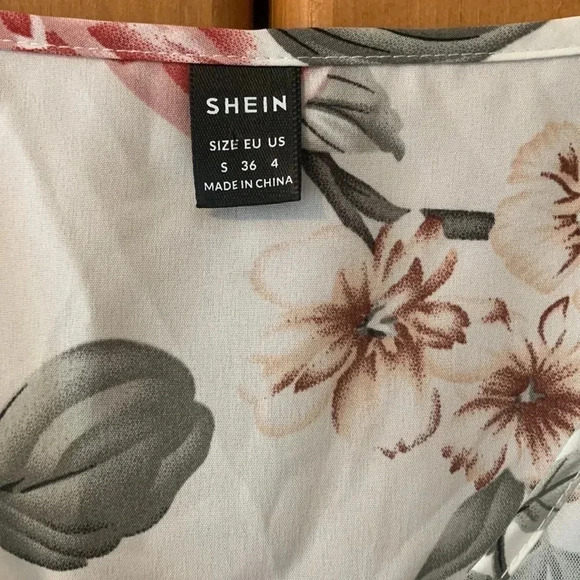 SHEIN
SIZE EU US
S 36 4
MADE IN CHINA